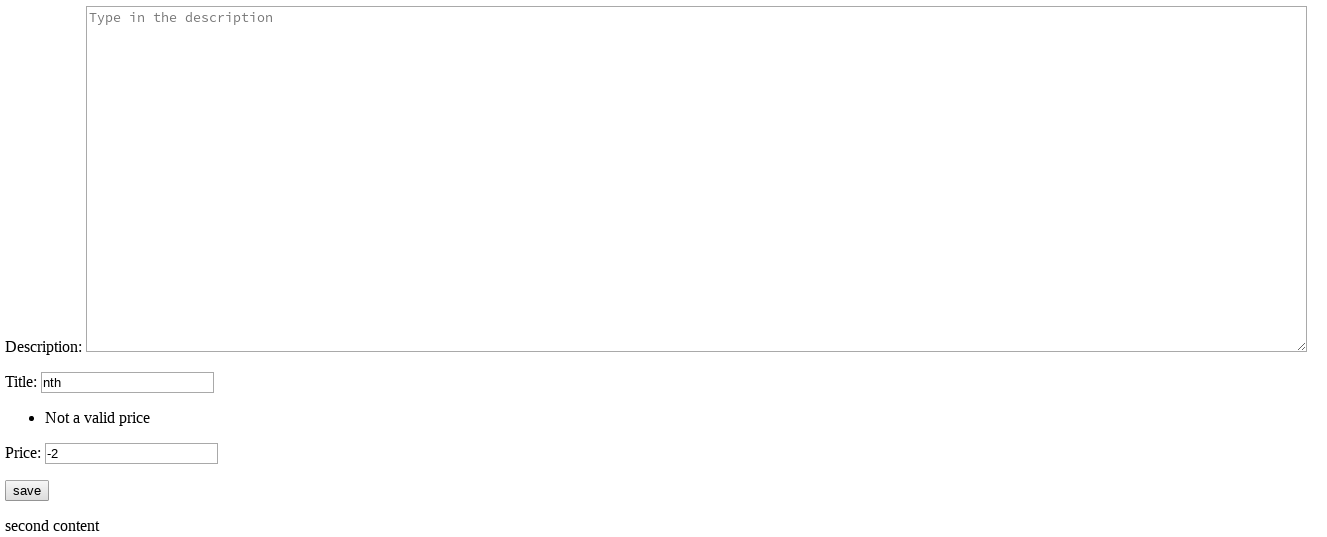 Type in the description
Description:
Title: nth
Not a valid price
Price: -2
save
second content